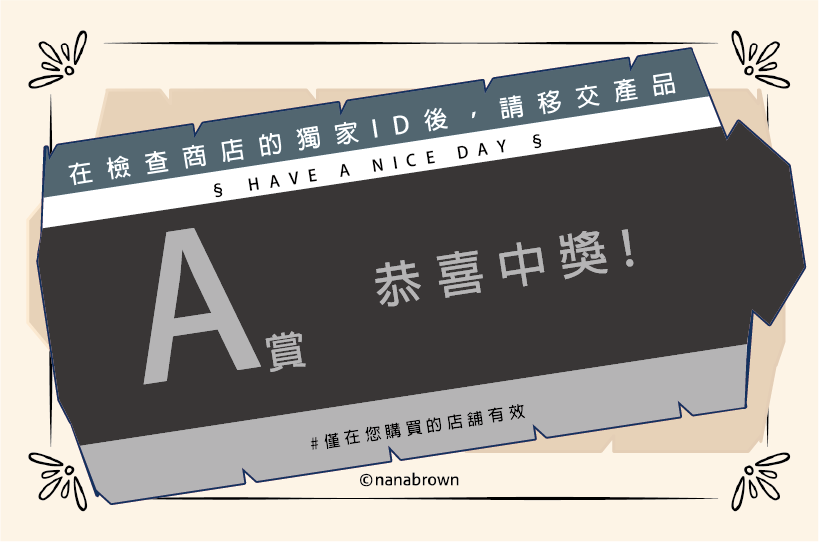 在檢查商店的獨家ID後，請移交產品
§ HAVE A NICE DAY §
A賞
恭喜中獎!
#僅在您購買的店舖有效
©nanabrown